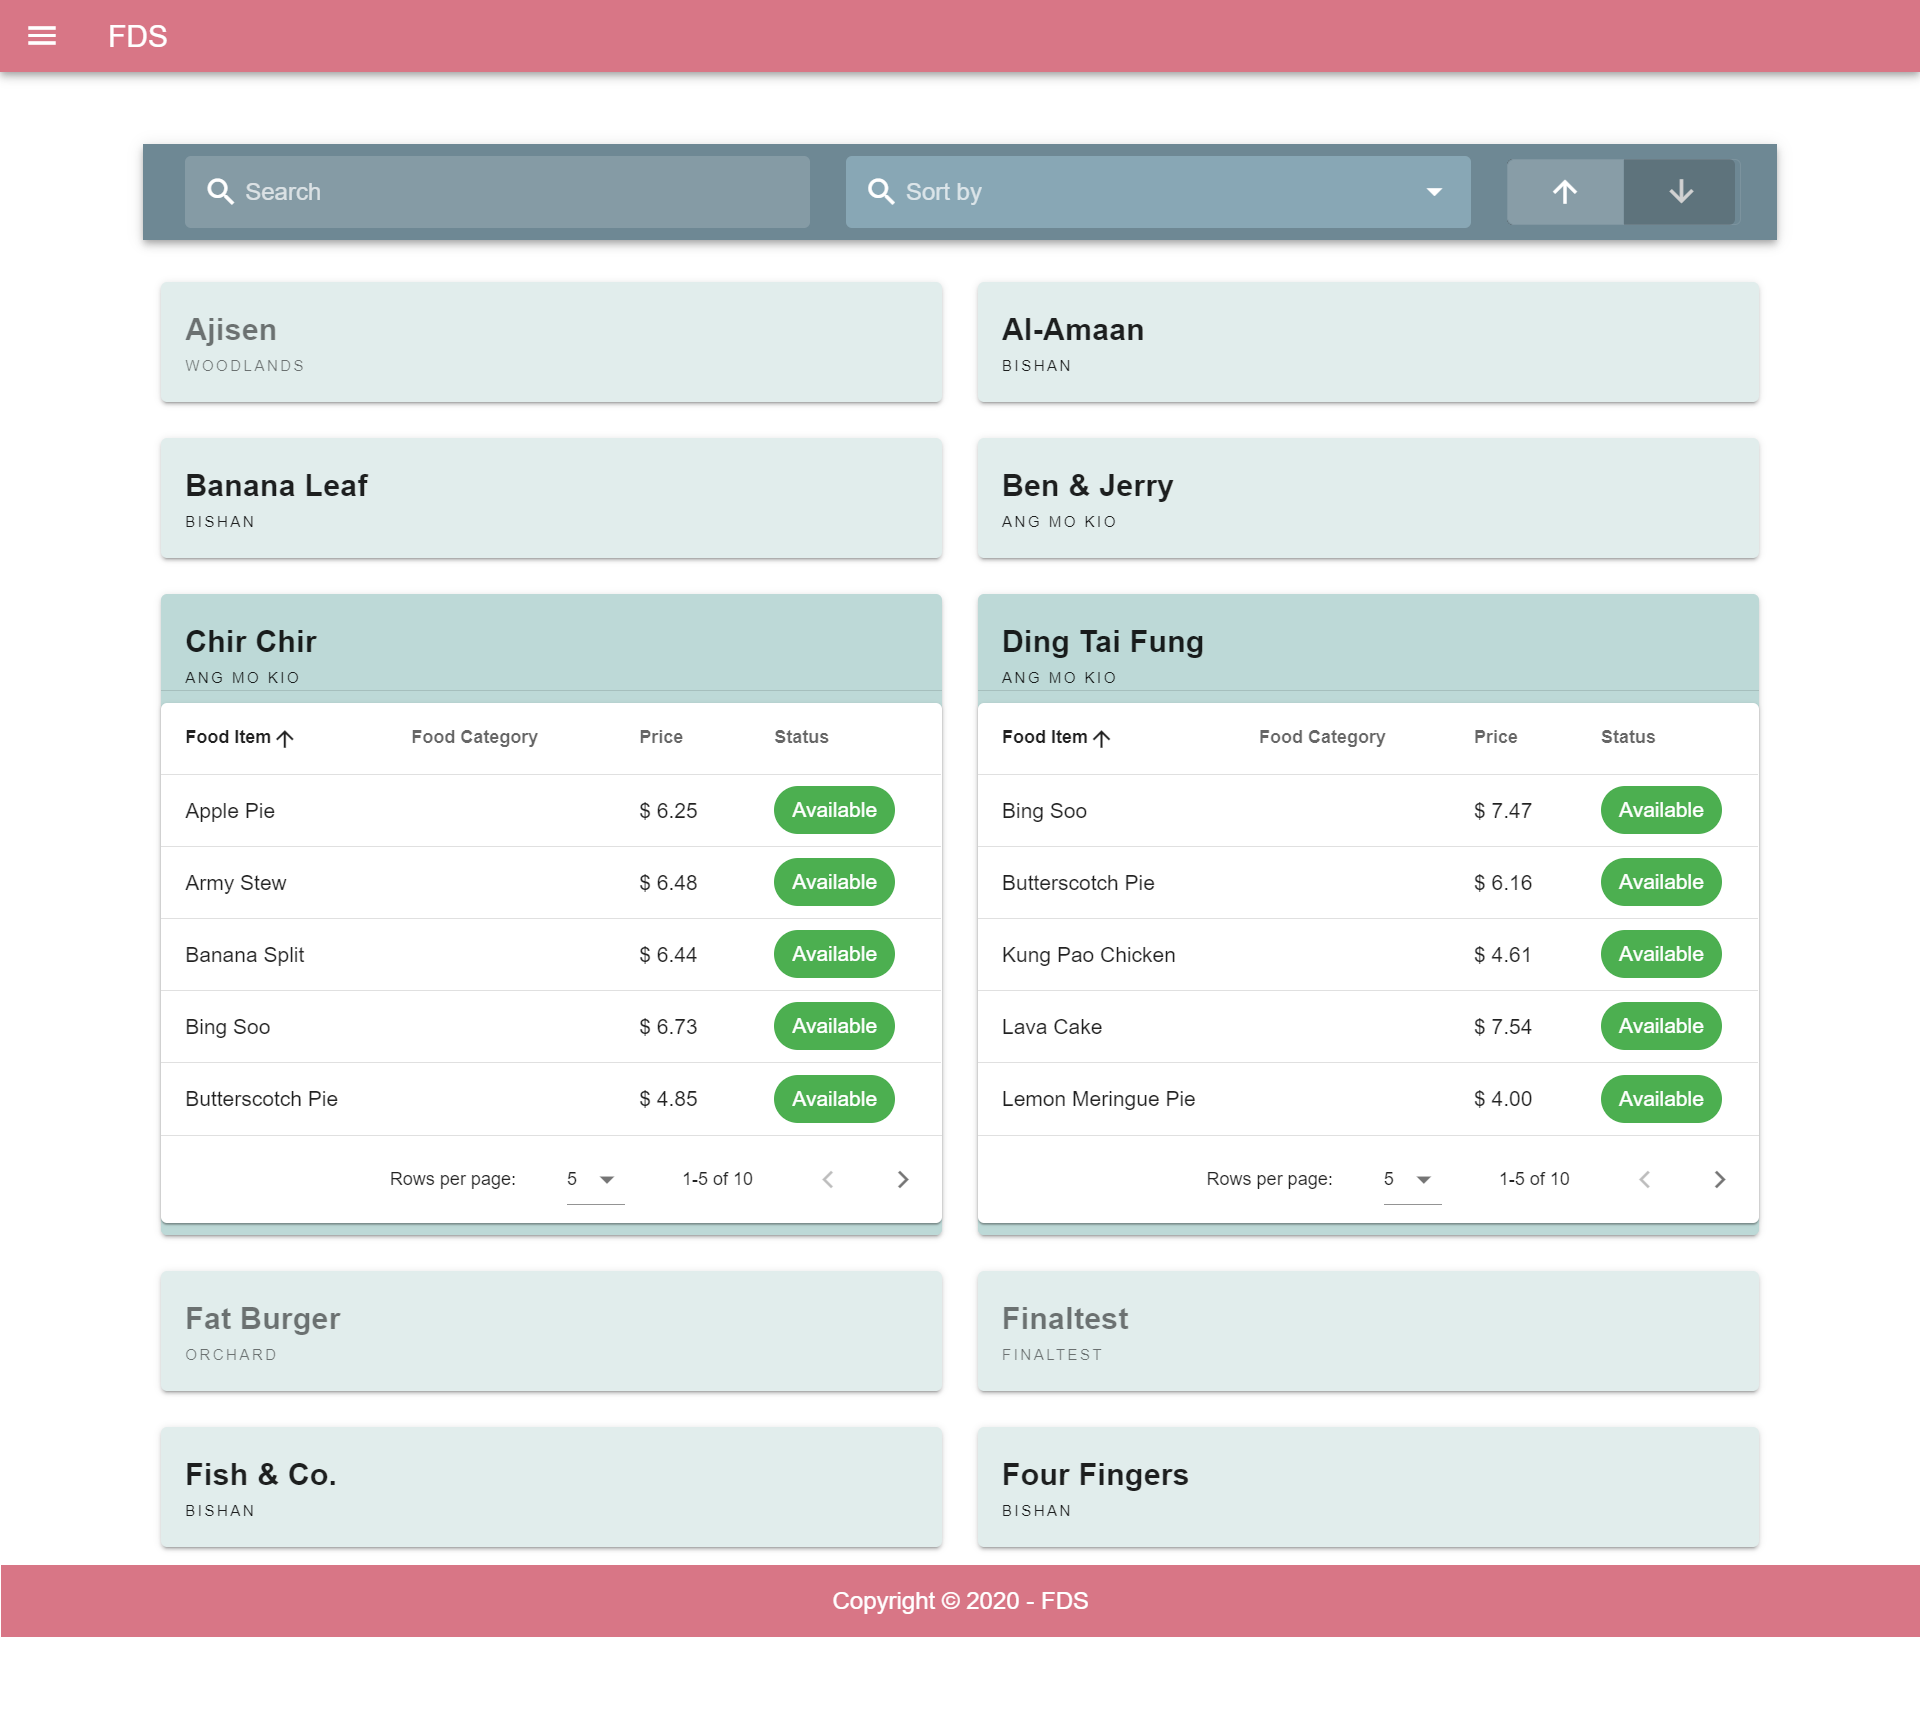 FDS
Search
Sort by
Ajisen
WOODLANDS
Al-Amaan
BISHAN
Banana Leaf
BISHAN
Ben & Jerry
ANG MO KIO
Chir Chir
ANG MO KIO
Food Item Food Category Price Status
Apple Pie $ 6.25 Available
Army Stew $ 6.48 Available
Banana Split $ 6.44 Available
Bing Soo $ 6.73 Available
Butterscotch Pie $ 4.85 Available
Rows per page: 5 1-5 of 10
Ding Tai Fung
ANG MO KIO
Food Item Food Category Price Status
Bing Soo $ 7.47 Available
Butterscotch Pie $ 6.16 Available
Kung Pao Chicken $ 4.61 Available
Lava Cake $ 7.54 Available
Lemon Meringue Pie $ 4.00 Available
Rows per page: 5 1-5 of 10
Fat Burger
ORCHARD
Finaltest
FINALTEST
Fish & Co.
BISHAN
Four Fingers
BISHAN
Copyright © 2020 - FDS